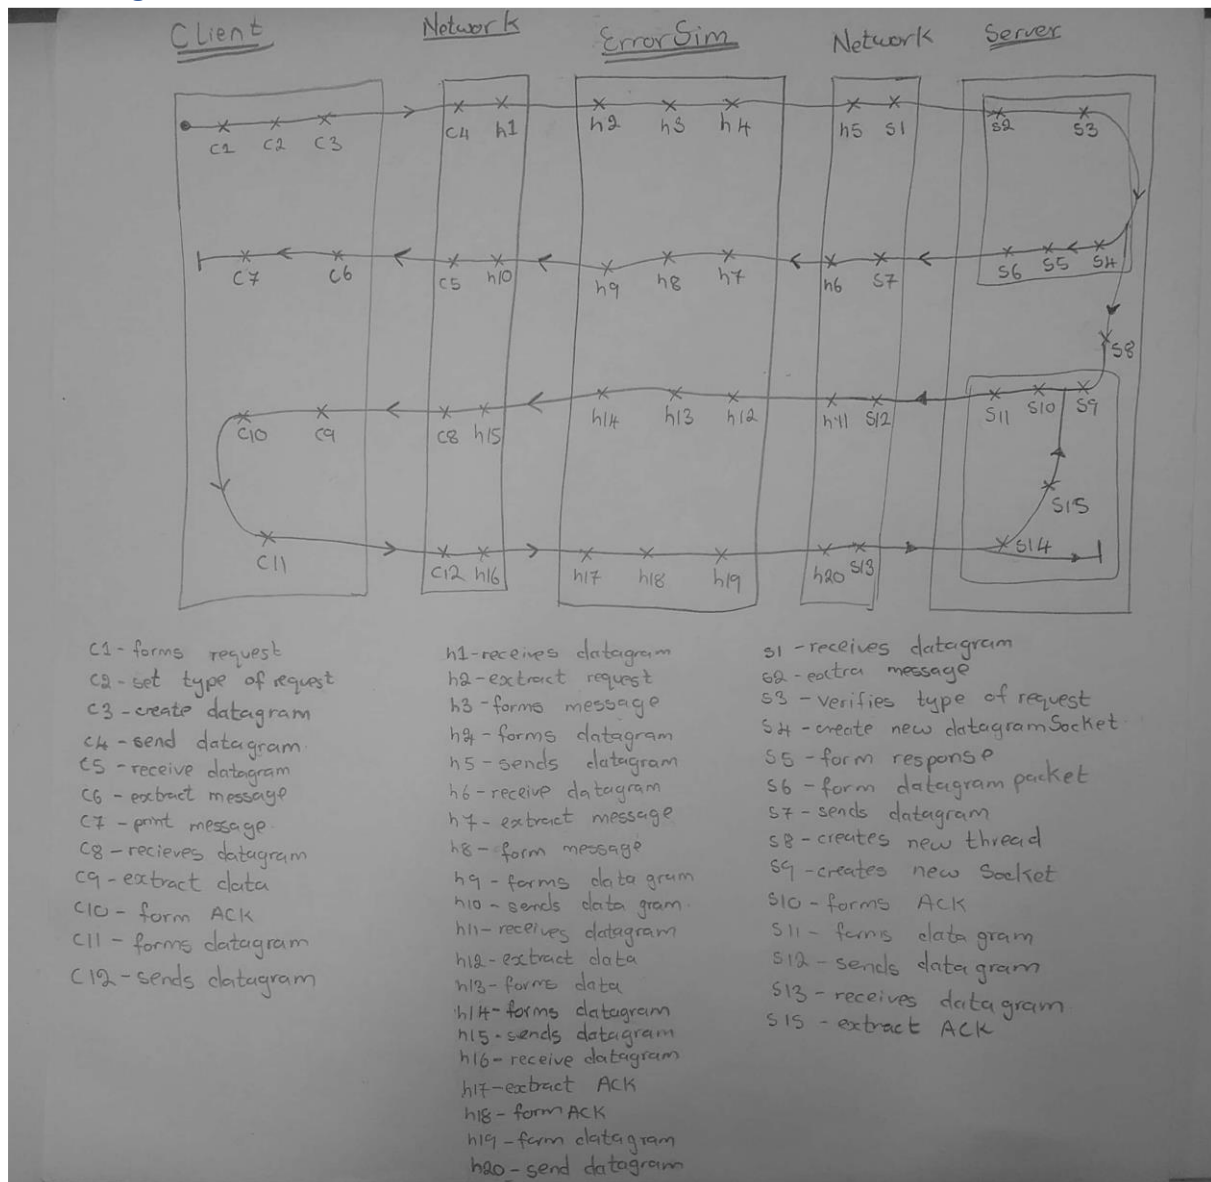 Client Network ErrorSim Network Server
c1 c2 c3 c4 h1 h2 h3 h4 h5 s1 s2 s3
c7 c6 c5 h10 h9 h8 h7 h6 s7 s6 s5 s4
s8
c10 c9 c8 h15 h14 h13 h12 h11 s12 s11 s10 s9
s15
c11 c12 h16 h17 h18 h19 h20 s13 s14
c1 - forms request
c2 - set type of request
c3 - create datagram
c4 - send datagram
c5 - receive datagram
c6 - extract message
c7 - print message
c8 - recieves datagram
c9 - extract data
c10 - form ACK
c11 - forms datagram
c12 - sends datagram
h1 - receives datagram
h2 - extract request
h3 - forms message
h4 - forms datagram
h5 - sends datagram
h6 - receive datagram
h7 - extract message
h8 - form message
h9 - forms data gram
h10 - sends data gram
h11 - receives datagram
h12 - extract data
h13 - forms data
h14 - forms datagram
h15 - sends datagram
h16 - receive datagram
h17 - extract ACK
h18 - form ACK
h19 - form datagram
h20 - send datagram
s1 - receives datagram
s2 - extra message
s3 - verifies type of request
s4 - create new datagramSocket
s5 - form response
s6 - form datagram packet
s7 - sends datagram
s8 - creates new thread
s9 - creates new Socket
s10 - forms ACK
s11 - forms data gram
s12 - sends data gram
s13 - receives data gram
s15 - extract ACK